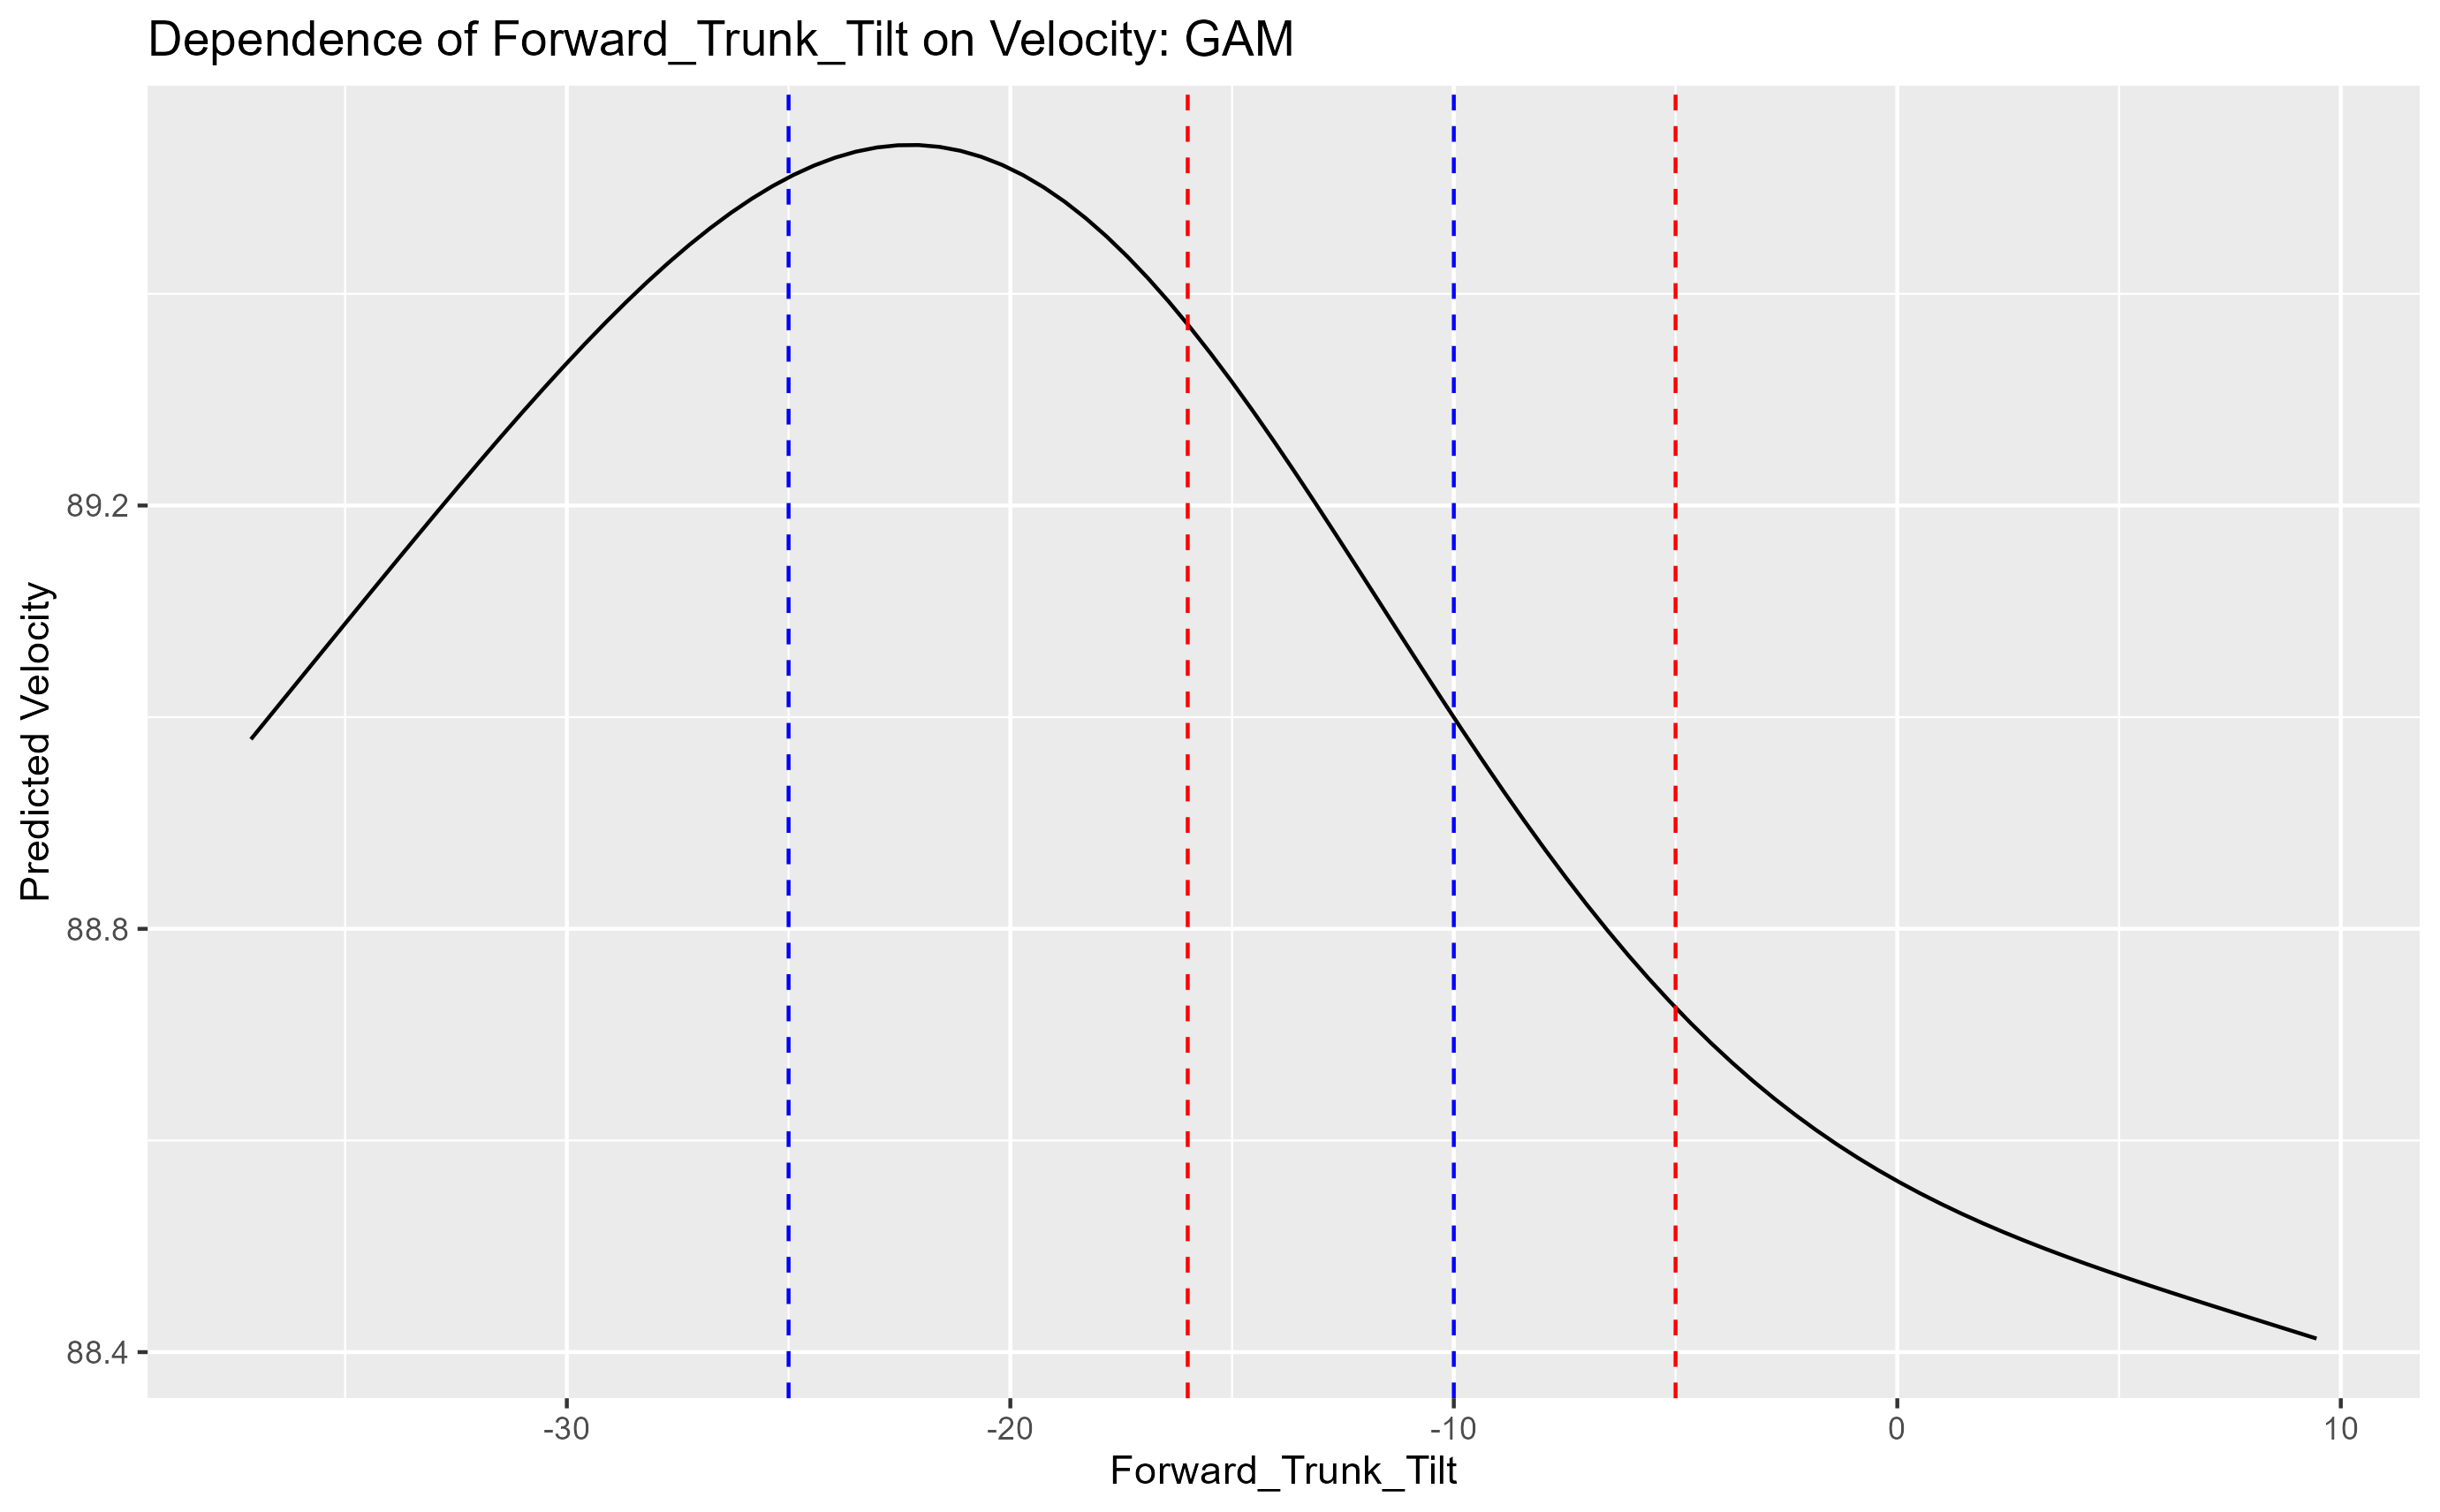 Dependence of Forward_Trunk_Tilt on Velocity: GAM
Predicted Velocity
89.2
88.8
88.4
-30
-20
-10
0
10
Forward_Trunk_Tilt